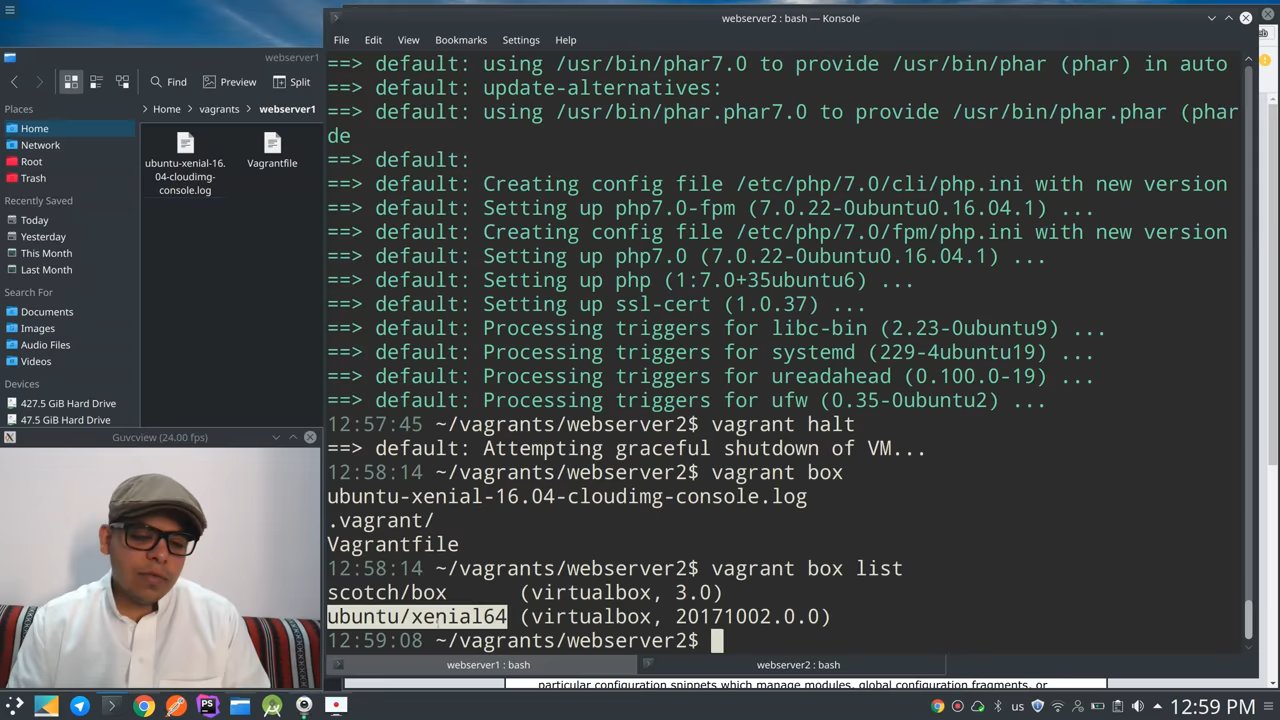 webserver2 : bash — Konsole
File Edit View Bookmarks Settings Help
webserver1
Find Preview Split
Places
Home vagrants webserver1
Home
Network
Root
Trash
Recently Saved
Today
Yesterday
This Month
Last Month
Search For
Documents
Images
Audio Files
Videos
Devices
427.5 GiB Hard Drive
47.5 GiB Hard Drive
ubuntu-xenial-16.
04-cloudimg-
console.log
Vagrantfile
Guvcview (24.00 fps)
==> default: using /usr/bin/phar7.0 to provide /usr/bin/phar (phar) in auto
==> default: update-alternatives:
==> default: using /usr/bin/phar.phar7.0 to provide /usr/bin/phar.phar (phar
de
==> default:
==> default: Creating config file /etc/php/7.0/cli/php.ini with new version
==> default: Setting up php7.0-fpm (7.0.22-0ubuntu0.16.04.1) ...
==> default: Creating config file /etc/php/7.0/fpm/php.ini with new version
==> default: Setting up php7.0 (7.0.22-0ubuntu0.16.04.1) ...
==> default: Setting up php (1:7.0+35ubuntu6) ...
==> default: Setting up ssl-cert (1.0.37) ...
==> default: Processing triggers for libc-bin (2.23-0ubuntu9) ...
==> default: Processing triggers for systemd (229-4ubuntu19) ...
==> default: Processing triggers for ureadahead (0.100.0-19) ...
==> default: Processing triggers for ufw (0.35-0ubuntu2) ...
12:57:45 ~/vagrants/webserver2$ vagrant halt
==> default: Attempting graceful shutdown of VM...
12:58:14 ~/vagrants/webserver2$ vagrant box
ubuntu-xenial-16.04-cloudimg-console.log
.vagrant/
Vagrantfile
12:58:14 ~/vagrants/webserver2$ vagrant box list
scotch/box (virtualbox, 3.0)
ubuntu/xenial64 (virtualbox, 20171002.0.0)
12:59:08 ~/vagrants/webserver2$
webserver1 : bash webserver2 : bash
particular configuration snippets which manage modules, global configuration fragments, or
us 12:59 PM